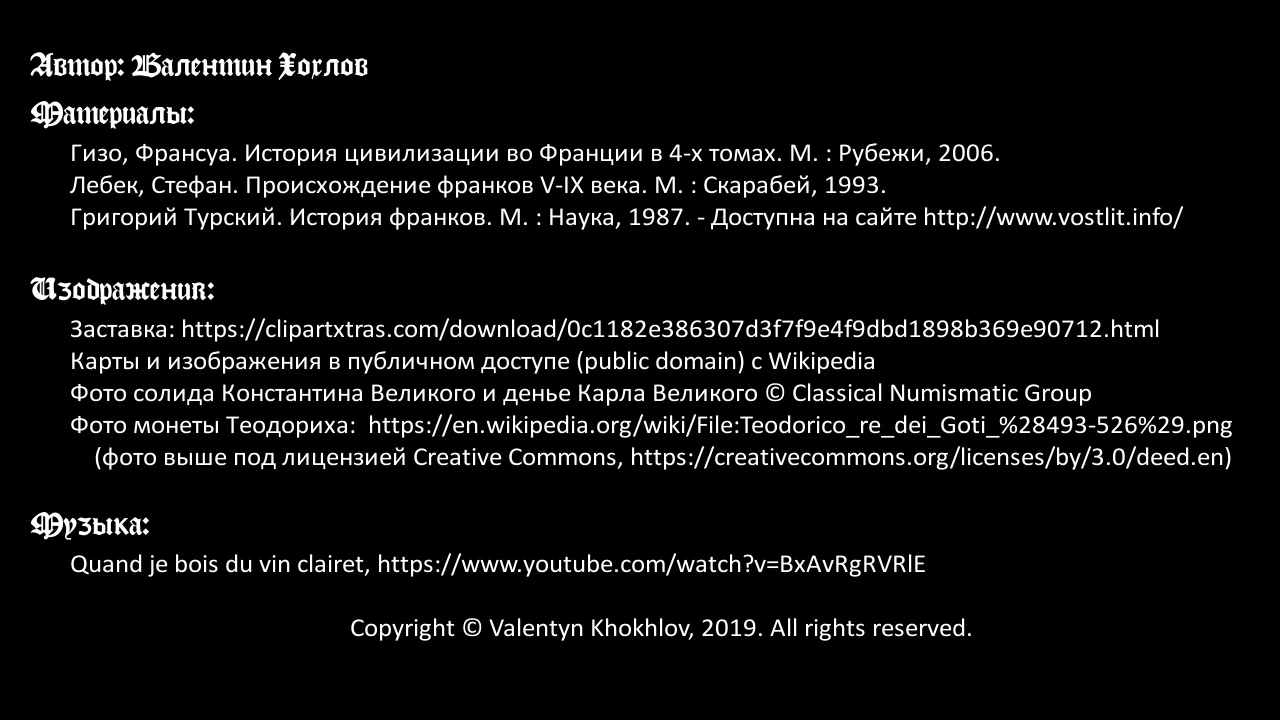 Автор: Валентин Хохлов
Материалы:
Гизо, Франсуа. История цивилизации во Франции в 4-х томах. М. : Рубежи, 2006.
Лебек, Стефан. Происхождение франков V-IX века. М. : Скарабей, 1993.
Григорий Турский. История франков. М. : Наука, 1987. - Доступна на сайте http://www.vostlit.info/
Изображения:
Заставка: https://clipartxtras.com/download/0c1182e386307d3f7f9e4f9dbd1898b369e90712.html
Карты и изображения в публичном доступе (public domain) с Wikipedia
Фото солида Константина Великого и денье Карла Великого © Classical Numismatic Group
Фото монеты Теодориха: https://en.wikipedia.org/wiki/File:Teodorico_re_dei_Goti_%28493-526%29.png
(фото выше под лицензией Creative Commons, https://creativecommons.org/licenses/by/3.0/deed.en)
Музыка:
Quand je bois du vin clairet, https://www.youtube.com/watch?v=BxAvRgRVRlE
Copyright © Valentyn Khokhlov, 2019. All rights reserved.